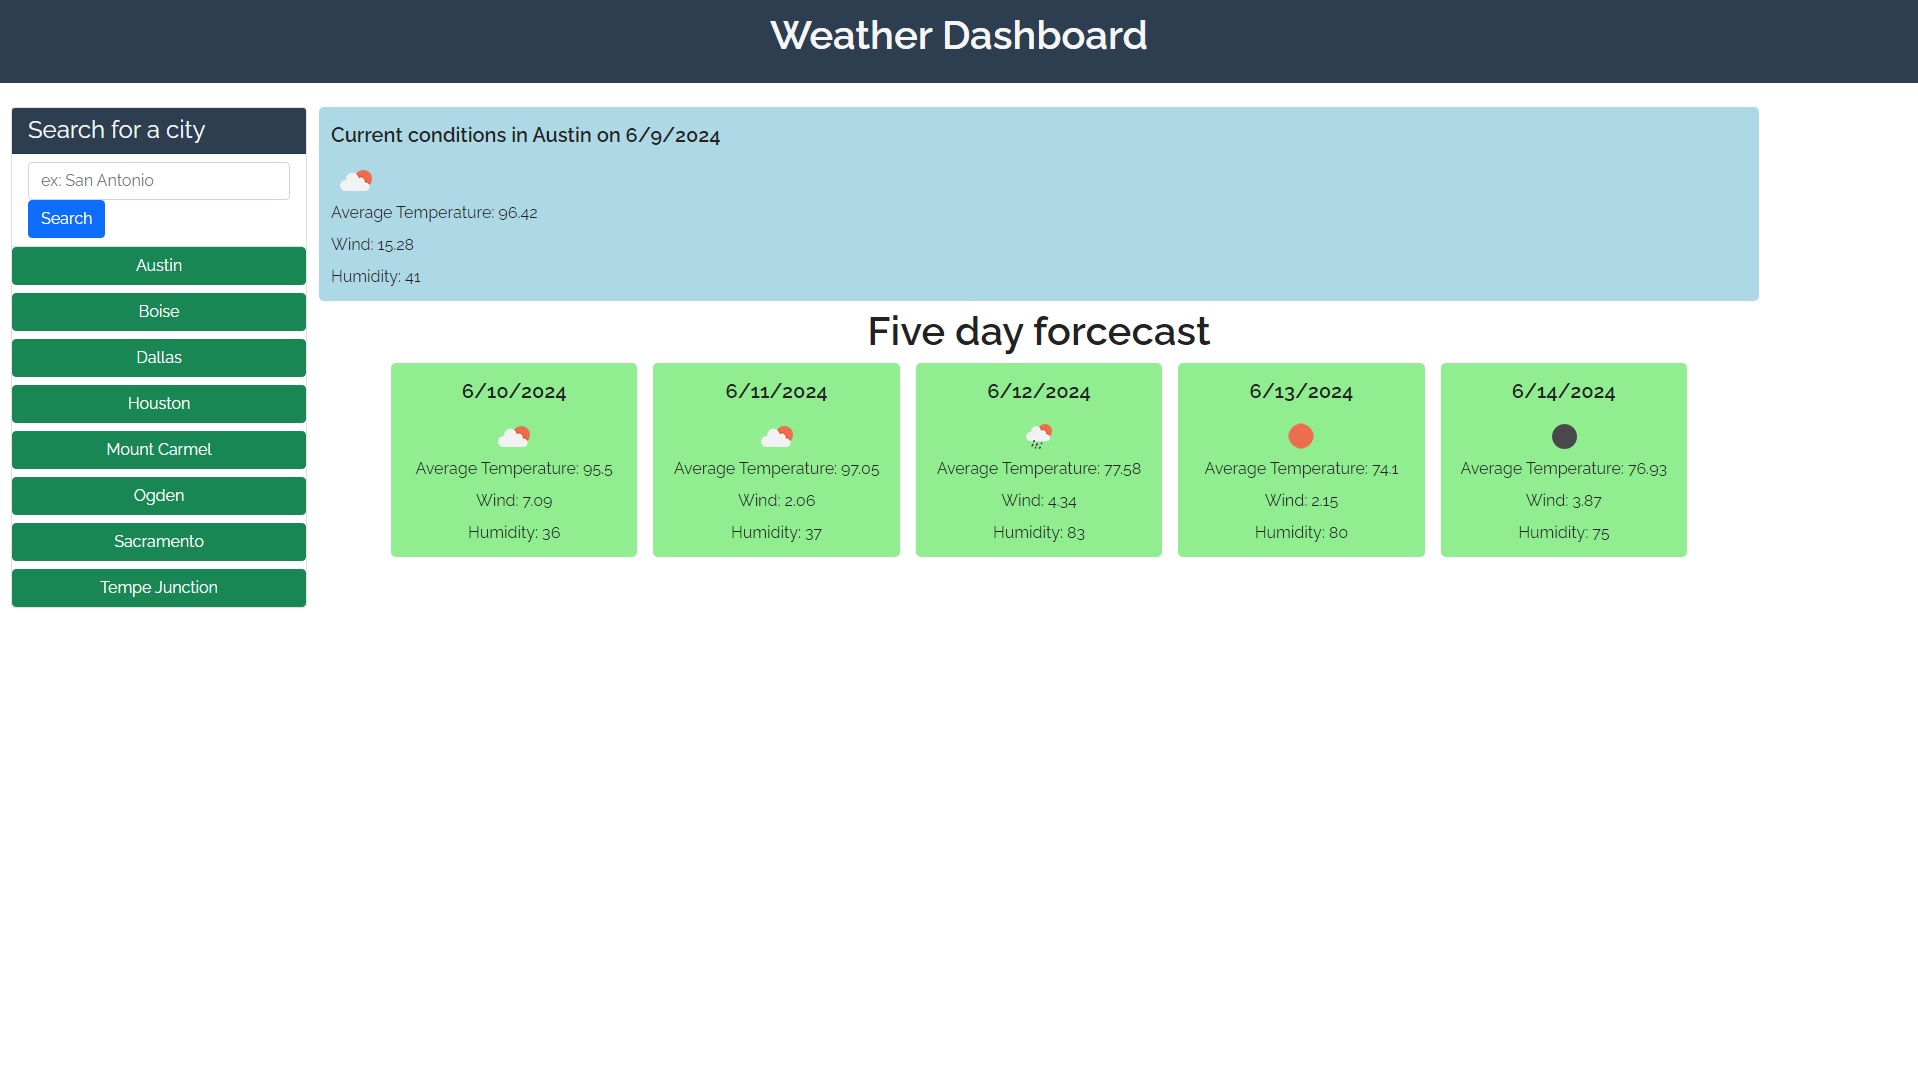 Weather Dashboard
Search for a city
ex: San Antonio
Search
Austin
Boise
Dallas
Houston
Mount Carmel
Ogden
Sacramento
Tempe Junction
Current conditions in Austin on 6/9/2024
Average Temperature: 96.42
Wind: 15.28
Humidity: 41
Five day forcecast
6/10/2024
Average Temperature: 95.5
Wind: 7.09
Humidity: 36
6/11/2024
Average Temperature: 97.05
Wind: 2.06
Humidity: 37
6/12/2024
Average Temperature: 77.58
Wind: 4.34
Humidity: 83
6/13/2024
Average Temperature: 74.1
Wind: 2.15
Humidity: 80
6/14/2024
Average Temperature: 76.93
Wind: 3.87
Humidity: 75